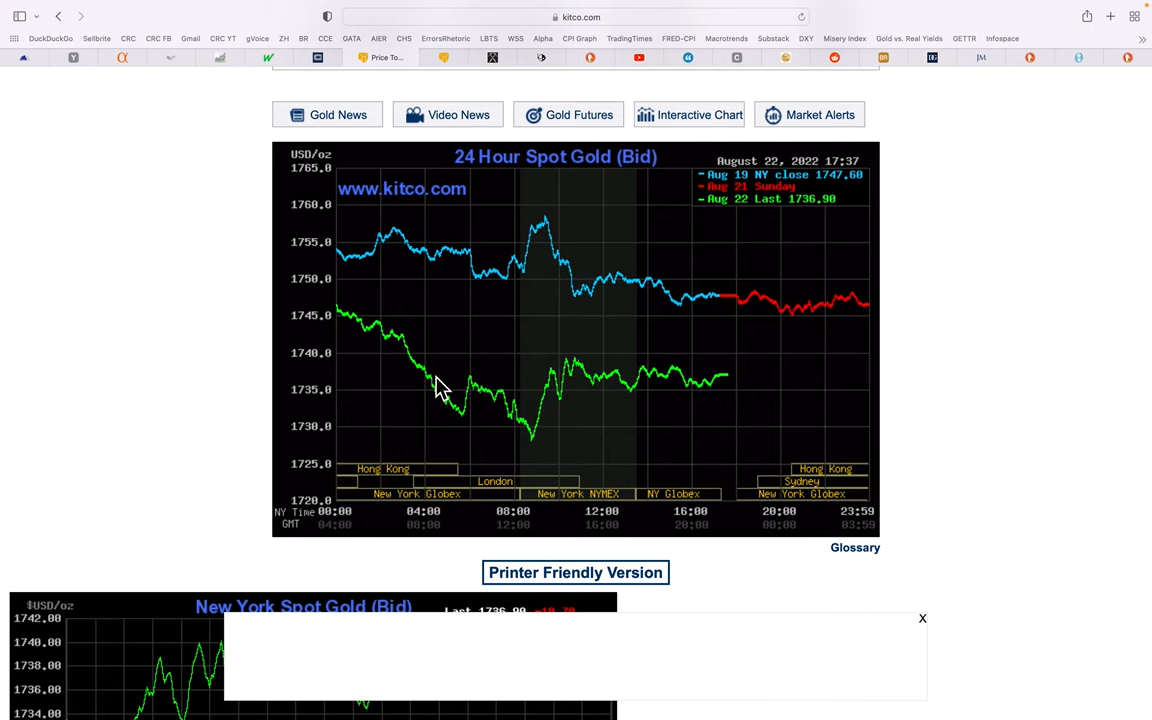 kitco.com
DuckDuckGo Sellbrite CRC CRC FB Gmail CRC YT gVoice ZH BR CCE GATA AIER CHS ErrorsRhetoric LBTS WSS Alpha CPI Graph TradingTimes FRED-CPI Macrotrends Substack DXY Misery Index Gold vs. Real Yields GETTR Infospace
Price To...
Gold News Video News Gold Futures Interactive Chart Market Alerts
USD/oz 24 Hour Spot Gold (Bid) August 22, 2022 17:37
1765.0 Aug 19 NY close 1747.60
www.kitco.com Aug 21 Sunday
Aug 22 Last 1736.90
1760.0
1755.0
1750.0
1745.0
1740.0
1735.0
1730.0
1725.0
Hong Kong Hong Kong
London Sydney
New York Globex New York NYMEX NY Globex New York Globex
1720.0
NY Time 00:00 04:00 08:00 12:00 16:00 20:00 23:59
GMT 04:00 08:00 12:00 16:00 20:00 00:00 03:59
Glossary
Printer Friendly Version
$USD/oz New York Spot Gold (Bid) Last 1736.90 -10.70
1742.00
1740.00
1738.00
1736.00
1734.00
X